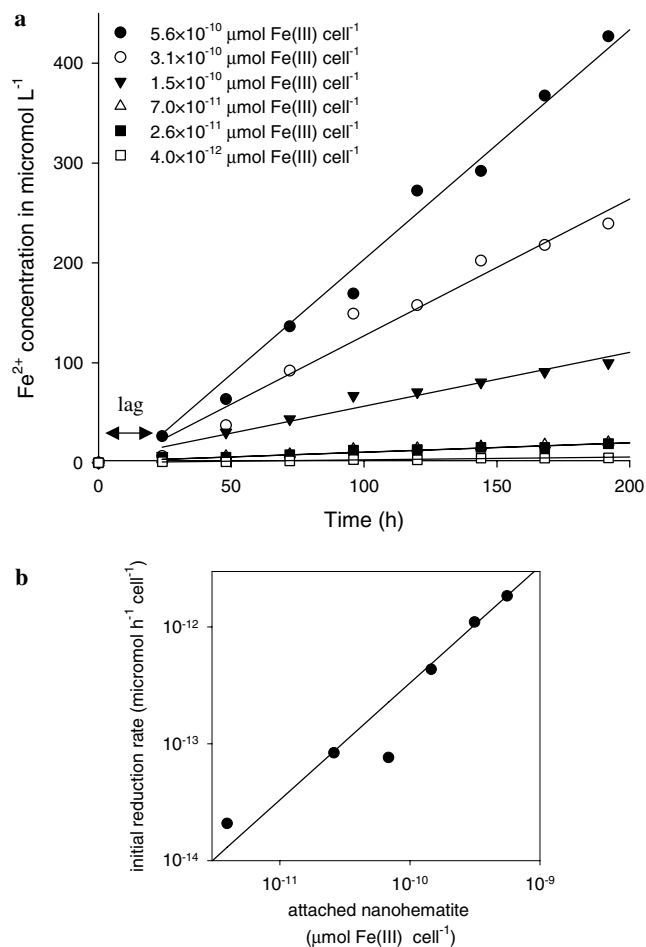 a
5.6×10⁻¹⁰ μmol Fe(III) cell⁻¹
3.1×10⁻¹⁰ μmol Fe(III) cell⁻¹
1.5×10⁻¹⁰ μmol Fe(III) cell⁻¹
7.0×10⁻¹¹ μmol Fe(III) cell⁻¹
2.6×10⁻¹¹ μmol Fe(III) cell⁻¹
4.0×10⁻¹² μmol Fe(III) cell⁻¹
Fe²⁺ concentration in micromol L⁻¹
400
300
200
100
0
lag
0 50 100 150 200
Time (h)
b
initial reduction rate (micromol h⁻¹ cell⁻¹)
10⁻¹²
10⁻¹³
10⁻¹⁴
10⁻¹¹ 10⁻¹⁰ 10⁻⁹
attached nanohematite
(μmol Fe(III) cell⁻¹)